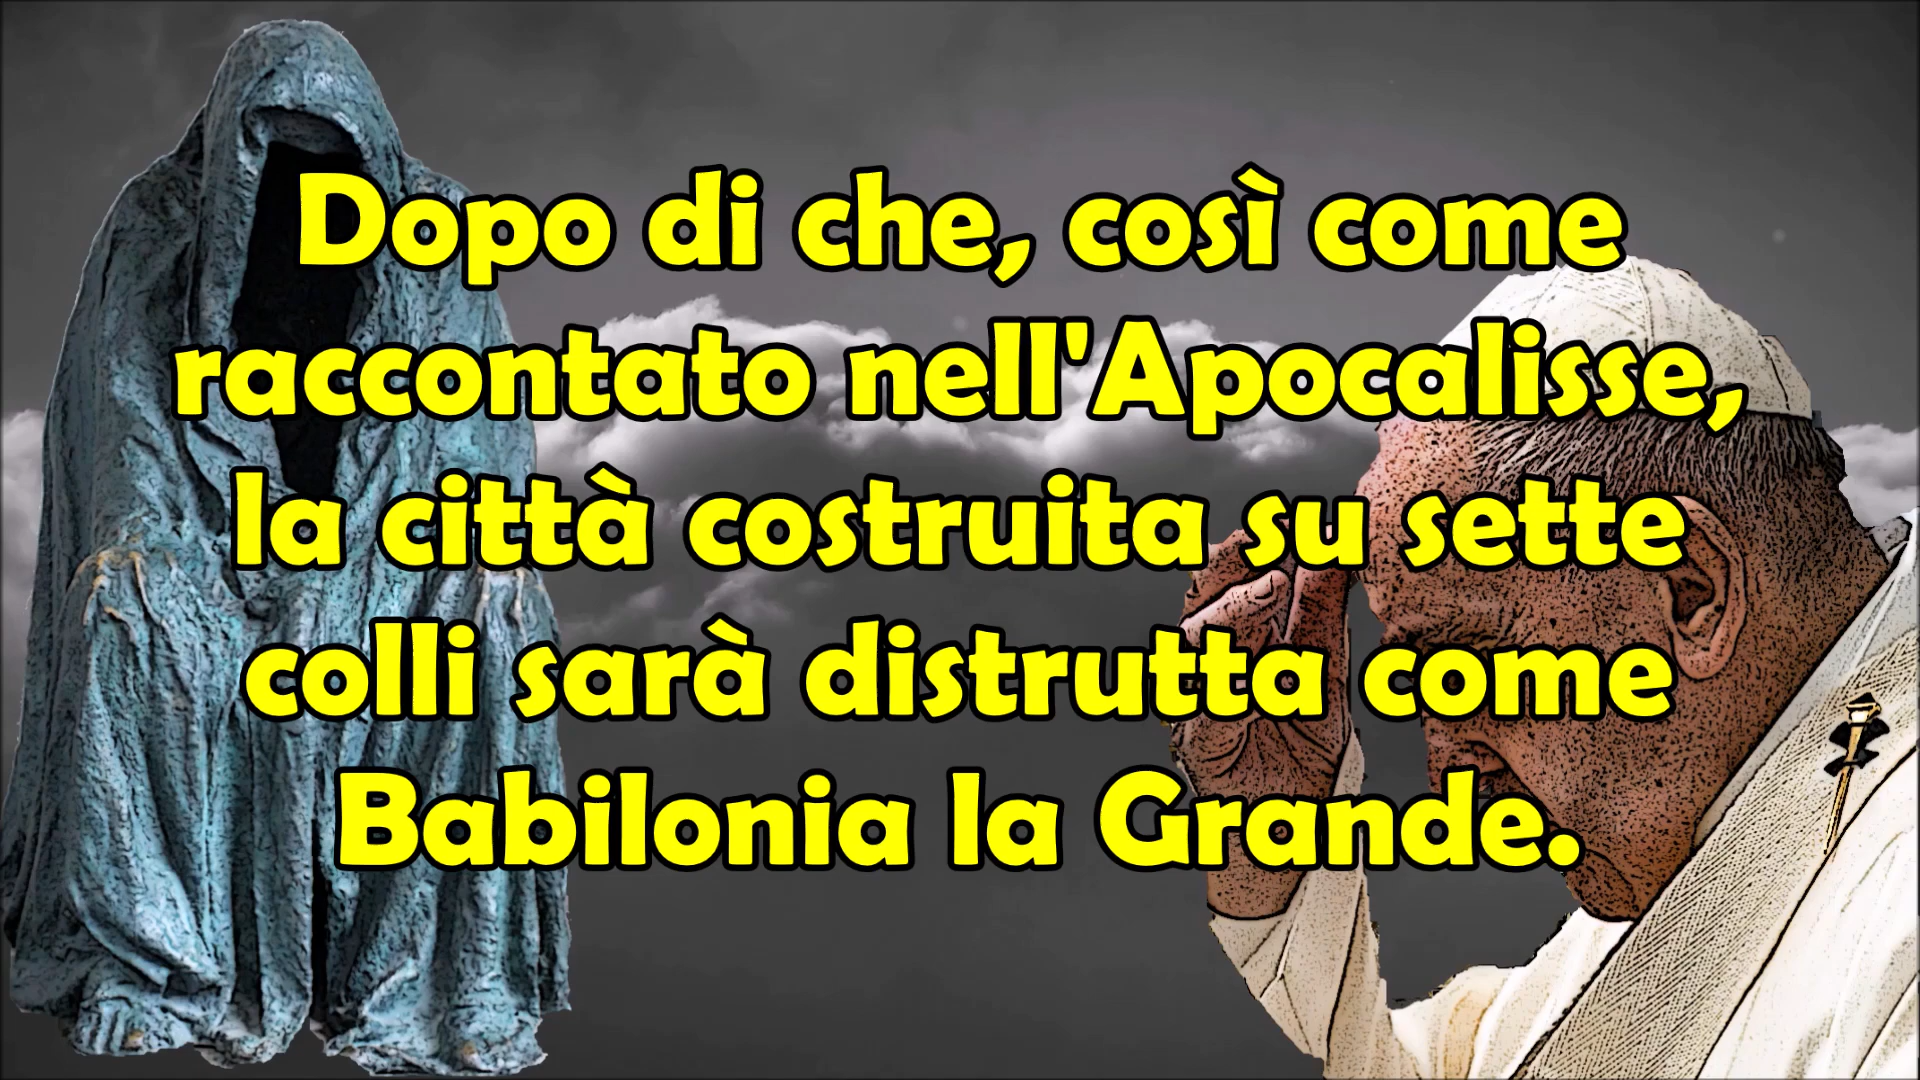 Dopo di che, così come
raccontato nell'Apocalisse,
la città costruita su sette
colli sarà distrutta come
Babilonia la Grande.